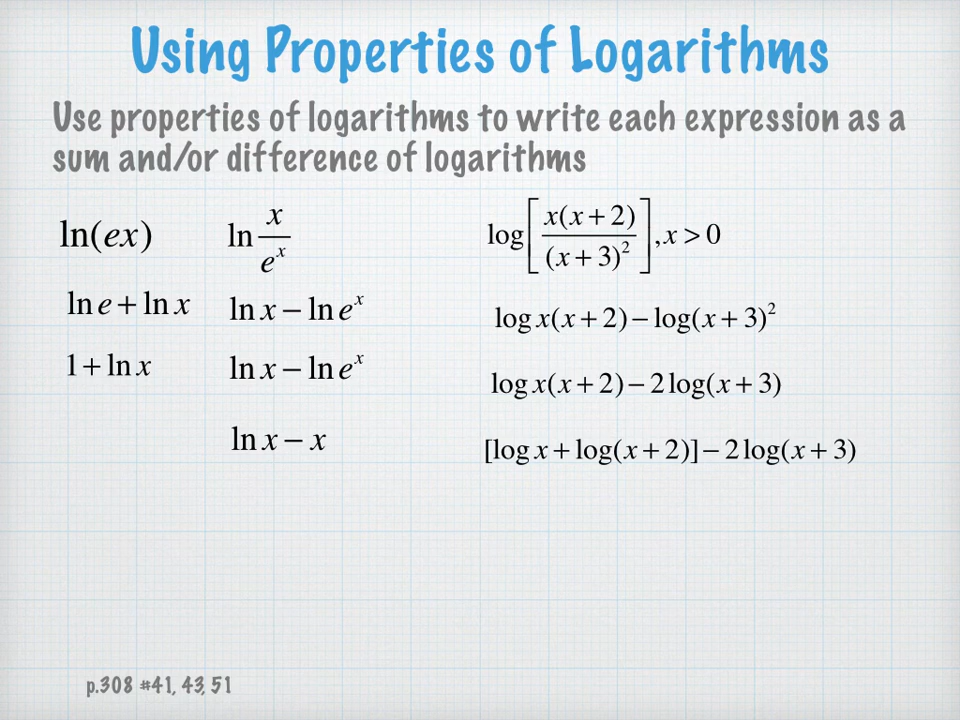 Using Properties of Logarithms
Use properties of logarithms to write each expression as a
sum and/or difference of logarithms
ln(ex)
ln e + ln x
1 + ln x
ln x/e^x
ln x − ln e^x
ln x − ln e^x
ln x − x
log[x(x + 2)/(x + 3)^2], x > 0
log x(x + 2) − log(x + 3)^2
log x(x + 2) − 2 log(x + 3)
[log x + log(x + 2)] − 2 log(x + 3)
p.308 #41, 43, 51